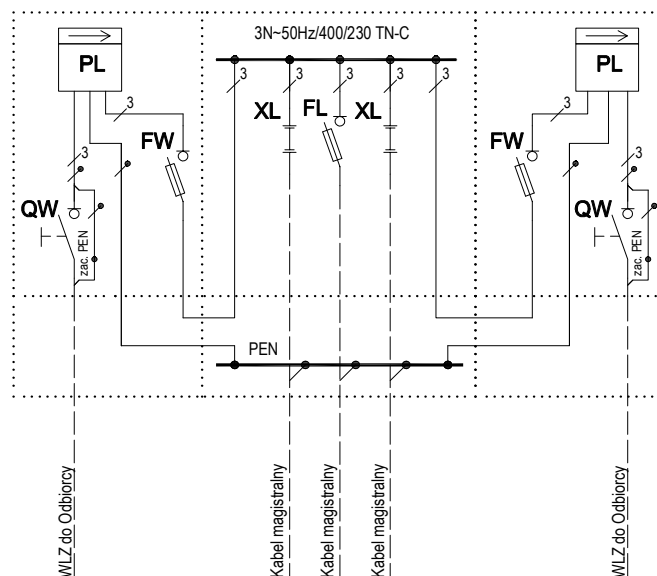 3N~50Hz/400/230 TN-C
PL
PL
3
3
3
3
3
3
3
XL
FL
XL
FW
FW
3
3
QW
QW
zac. PEN
zac. PEN
PEN
WLZ do Odbiorcy
Kabel magistralny
Kabel magistralny
Kabel magistralny
WLZ do Odbiorcy